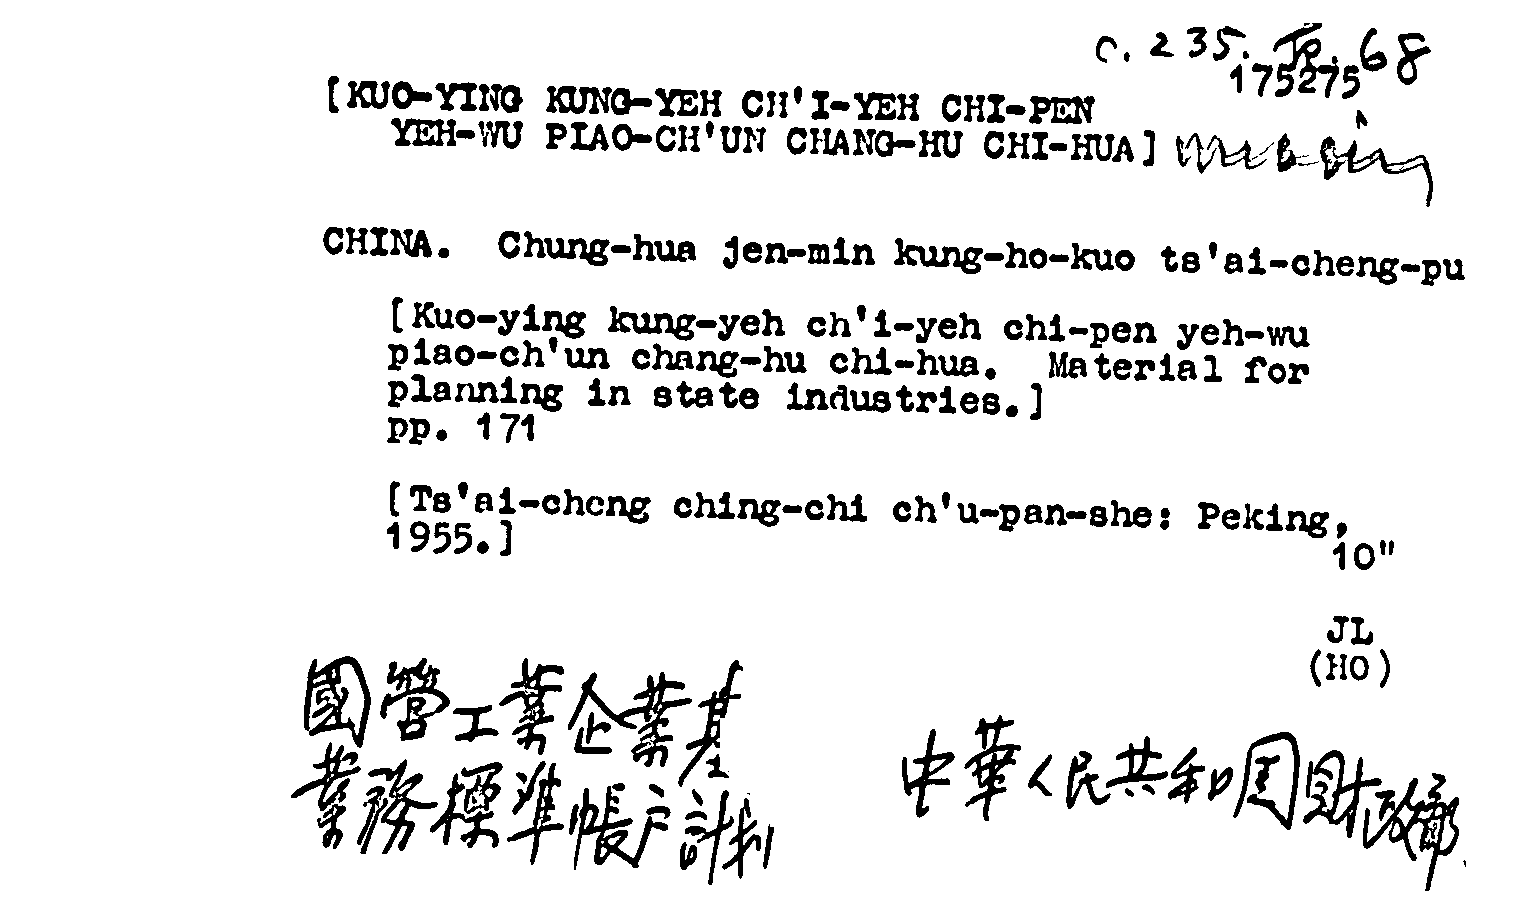 C. 235. 68
175275
[KUO-YING KUNG-YEH CH'I-YEH CHI-PEN
YEH-WU PIAO-CH'UN CHANG-HU CHI-HUA]
CHINA. Chung-hua jen-min kung-ho-kuo ts'ai-cheng-pu
[Kuo-ying kung-yeh ch'i-yeh chi-pen yeh-wu
piao-ch'un chang-hu chi-hua. Material for
planning in state industries.]
pp. 171
[Ts'ai-cheng ching-chi ch'u-pan-she: Peking,
1955.]
10"
JL
(HO)
國營工業企業基
業務標準帳户計劃
中華人民共和国財政部